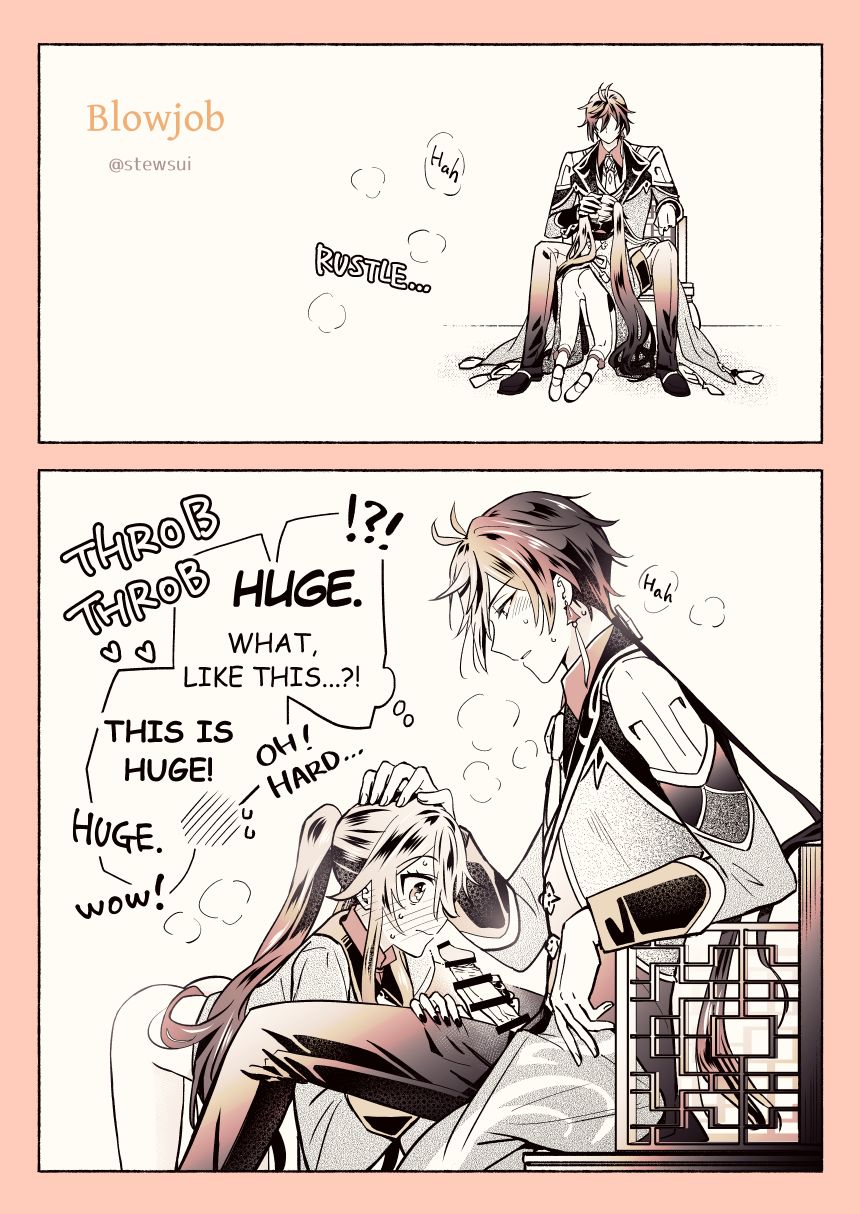 Blowjob
@stewsui
Hah
RUSTLE...
THROB
THROB
!?!
HUGE.
WHAT,
LIKE THIS...?!
THIS IS
HUGE!
OH!
HARD...
HUGE.
WOW!
Hah